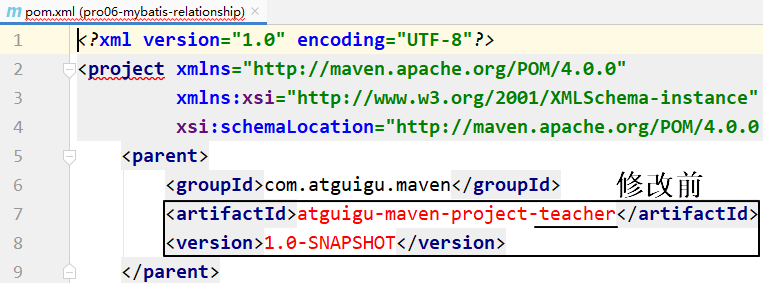 pom.xml (pro06-mybatis-relationship) ×
1 <?xml version="1.0" encoding="UTF-8"?>
2 <project xmlns="http://maven.apache.org/POM/4.0.0"
3 xmlns:xsi="http://www.w3.org/2001/XMLSchema-instance"
4 xsi:schemaLocation="http://maven.apache.org/POM/4.0.0
5 <parent>
6 <groupId>com.atguigu.maven</groupId> 修改前
7 <artifactId>atguigu-maven-project-teacher</artifactId>
8 <version>1.0-SNAPSHOT</version>
9 </parent>